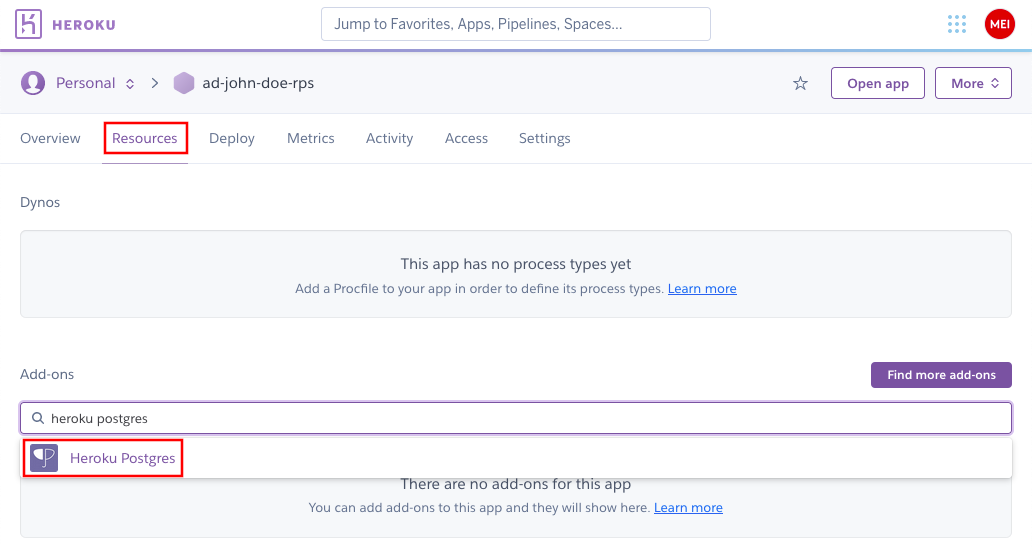 HEROKU
Jump to Favorites, Apps, Pipelines, Spaces...
MEI
Personal
ad-john-doe-rps
Open app
More
Overview
Resources
Deploy
Metrics
Activity
Access
Settings
Dynos
This app has no process types yet
Add a Procfile to your app in order to define its process types. Learn more
Add-ons
Find more add-ons
heroku postgres
Heroku Postgres
There are no add-ons for this app
You can add add-ons to this app and they will show here. Learn more